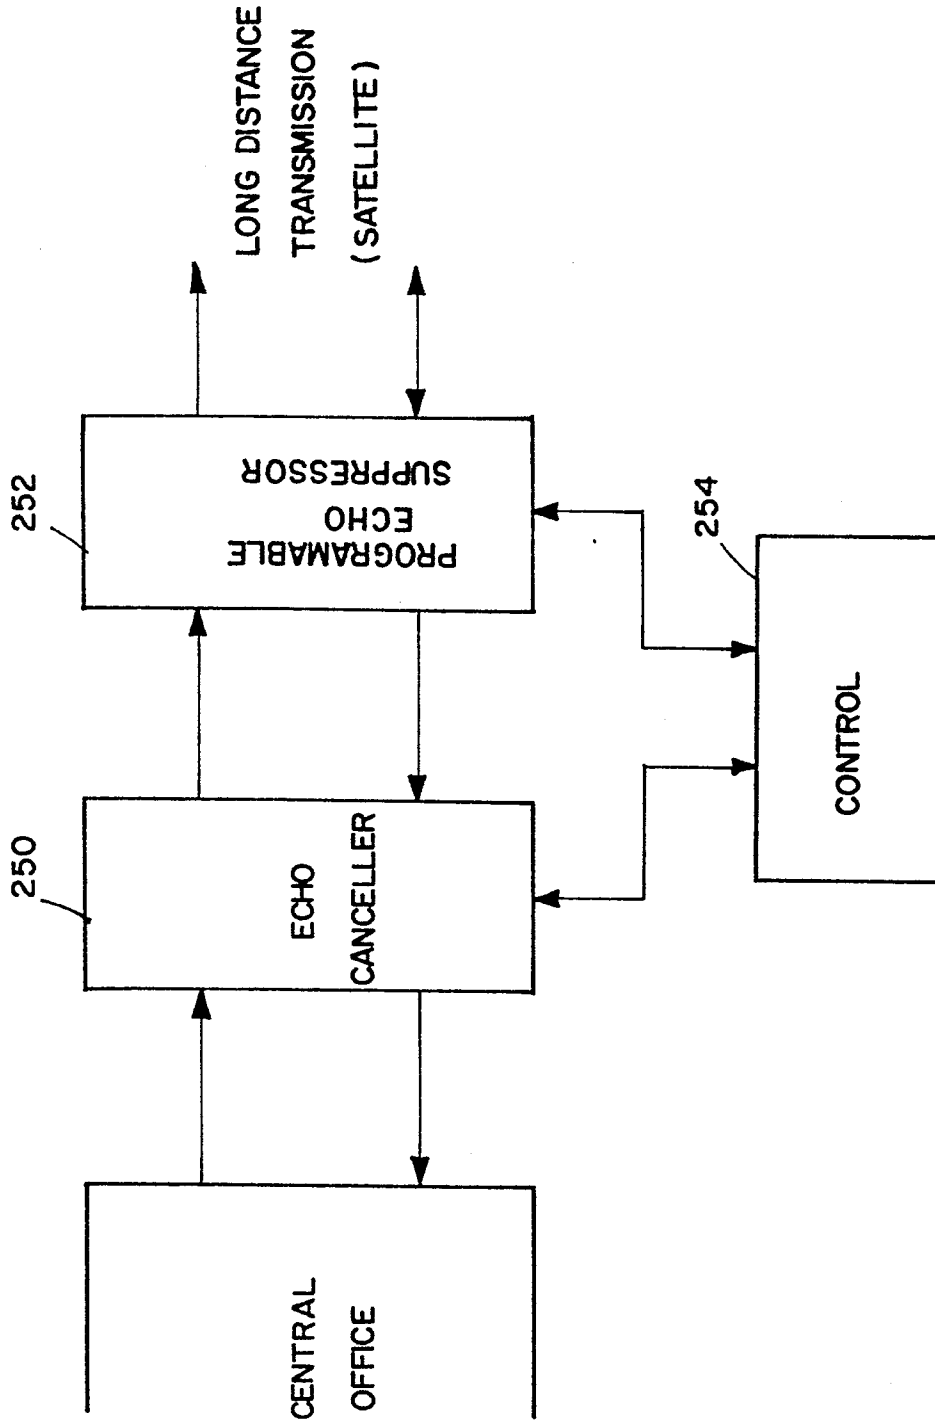 CENTRAL
OFFICE
250
ECHO
CANCELLER
252
PROGRAMABLE
ECHO
SUPPRESSOR
LONG DISTANCE
TRANSMISSION
(SATELLITE)
254
CONTROL